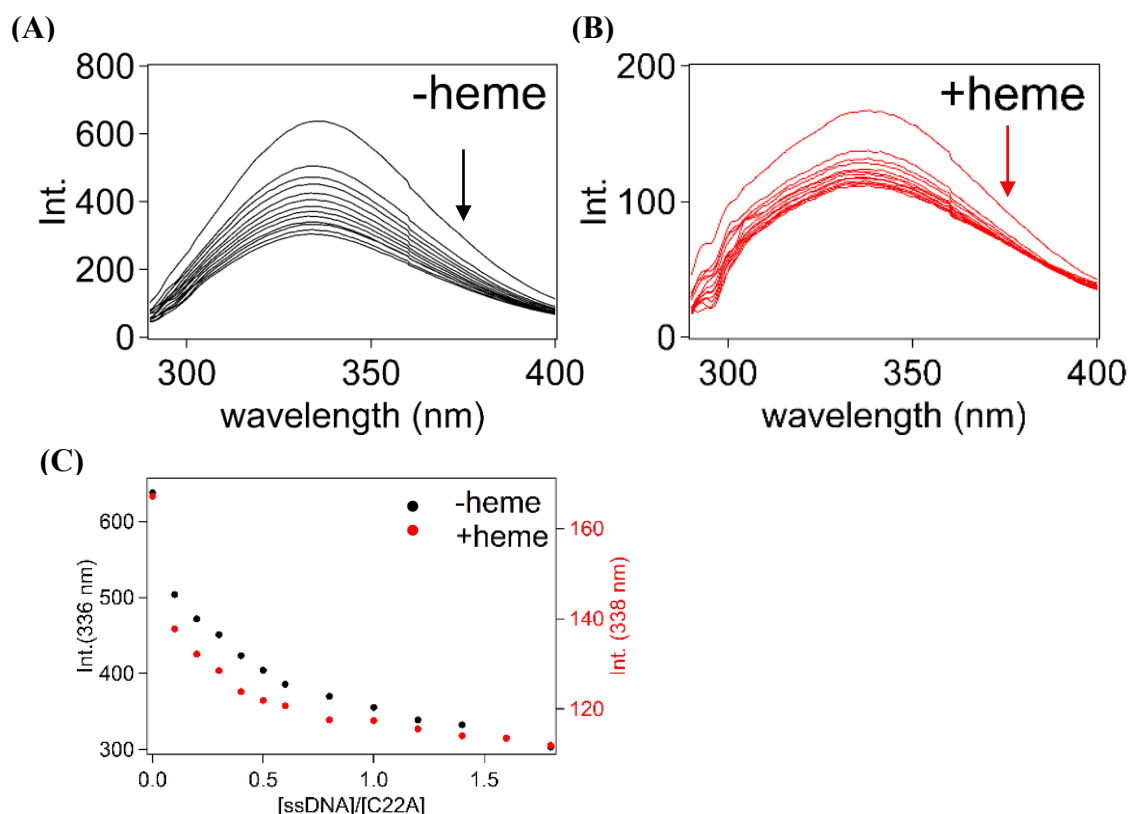 (A)
800
600
400
200
0
Int.
-heme
300
350
400
wavelength (nm)
(B)
200
100
0
Int.
+heme
300
350
400
wavelength (nm)
(C)
600
500
400
300
Int.(336 nm)
-heme
+heme
160
140
120
Int. (338 nm)
0.0
0.5
1.0
1.5
[ssDNA]/[C22A]